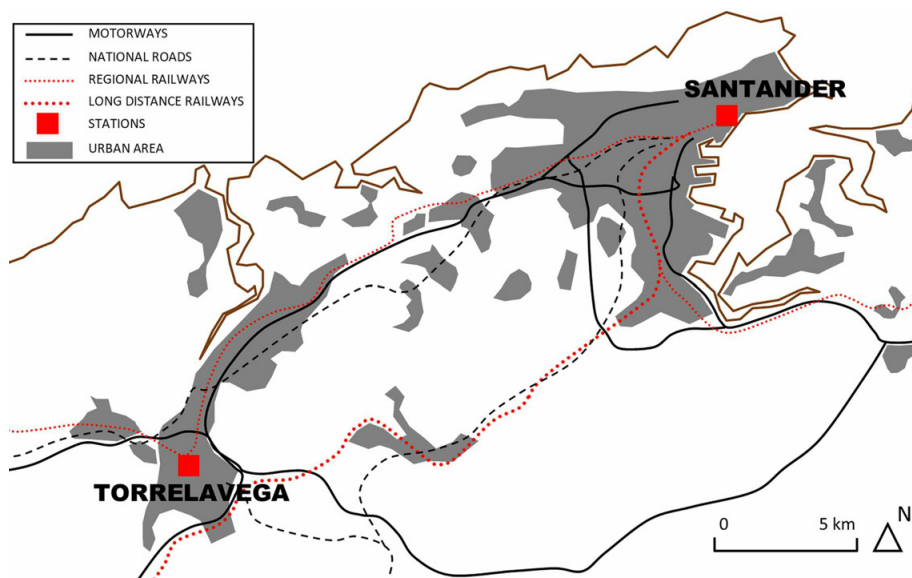 MOTORWAYS
NATIONAL ROADS
REGIONAL RAILWAYS
LONG DISTANCE RAILWAYS
STATIONS
URBAN AREA
SANTANDER
TORRELAVEGA
0 5 km
N